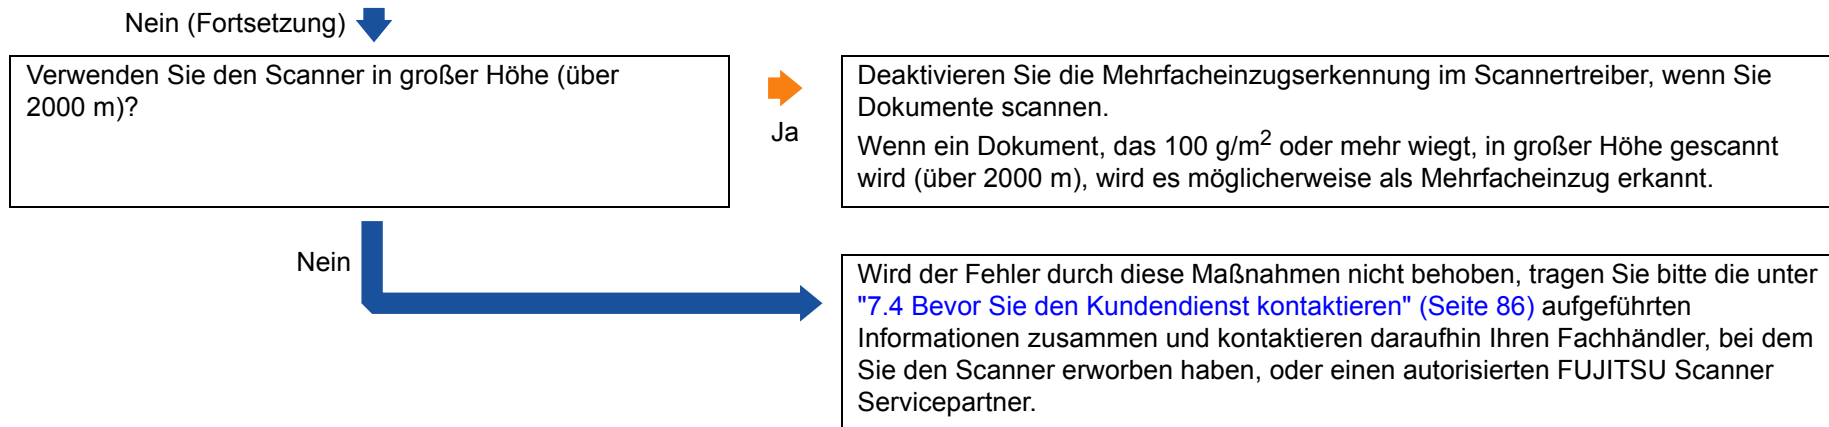 Nein (Fortsetzung)
Verwenden Sie den Scanner in großer Höhe (über
2000 m)?
Ja
Deaktivieren Sie die Mehrfacheinzugserkennung im Scannertreiber, wenn Sie
Dokumente scannen.
Wenn ein Dokument, das 100 g/m² oder mehr wiegt, in großer Höhe gescannt
wird (über 2000 m), wird es möglicherweise als Mehrfacheinzug erkannt.
Nein
Wird der Fehler durch diese Maßnahmen nicht behoben, tragen Sie bitte die unter
"7.4 Bevor Sie den Kundendienst kontaktieren" (Seite 86) aufgeführten
Informationen zusammen und kontaktieren daraufhin Ihren Fachhändler, bei dem
Sie den Scanner erworben haben, oder einen autorisierten FUJITSU Scanner
Servicepartner.